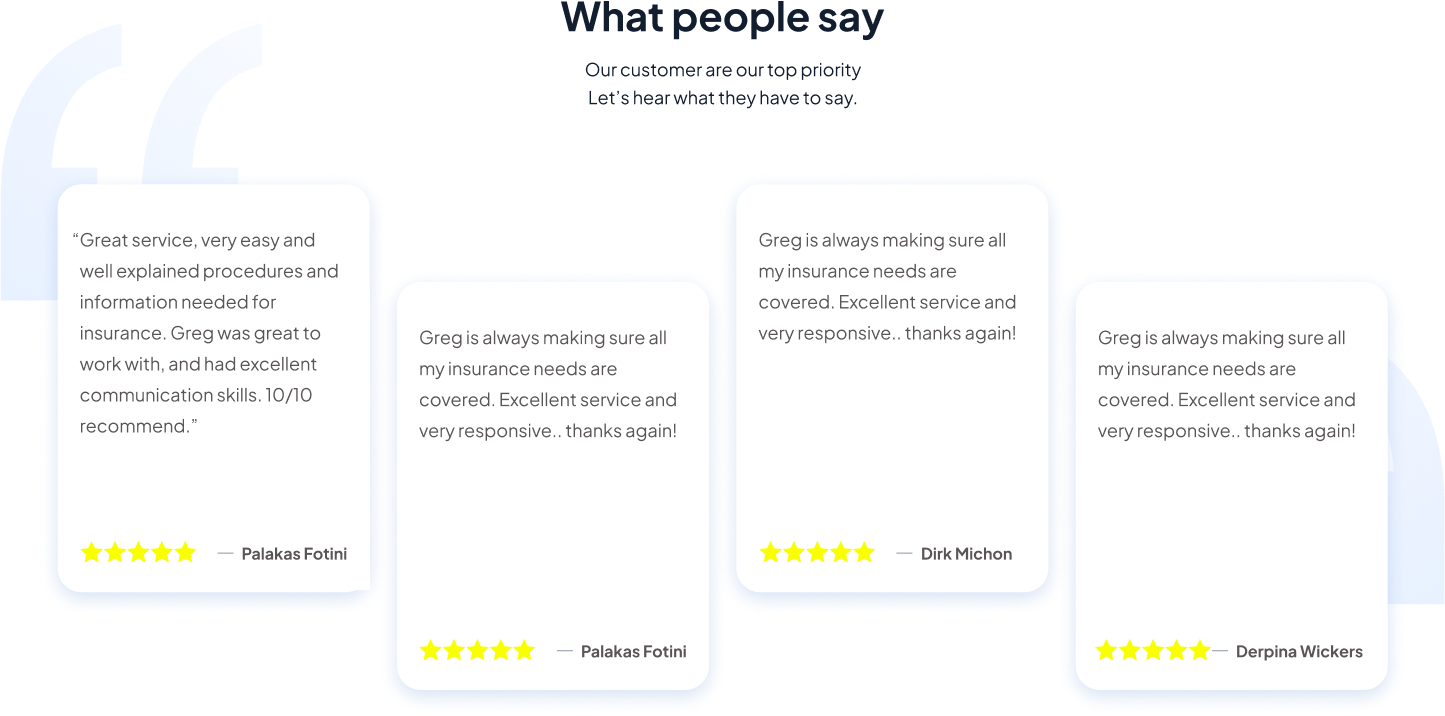 What people say
Our customer are our top priority
Let’s hear what they have to say.
“Great service, very easy and
well explained procedures and
information needed for
insurance. Greg was great to
work with, and had excellent
communication skills. 10/10
recommend.”
— Palakas Fotini
Greg is always making sure all
my insurance needs are
covered. Excellent service and
very responsive.. thanks again!
— Palakas Fotini
Greg is always making sure all
my insurance needs are
covered. Excellent service and
very responsive.. thanks again!
— Dirk Michon
Greg is always making sure all
my insurance needs are
covered. Excellent service and
very responsive.. thanks again!
— Derpina Wickers